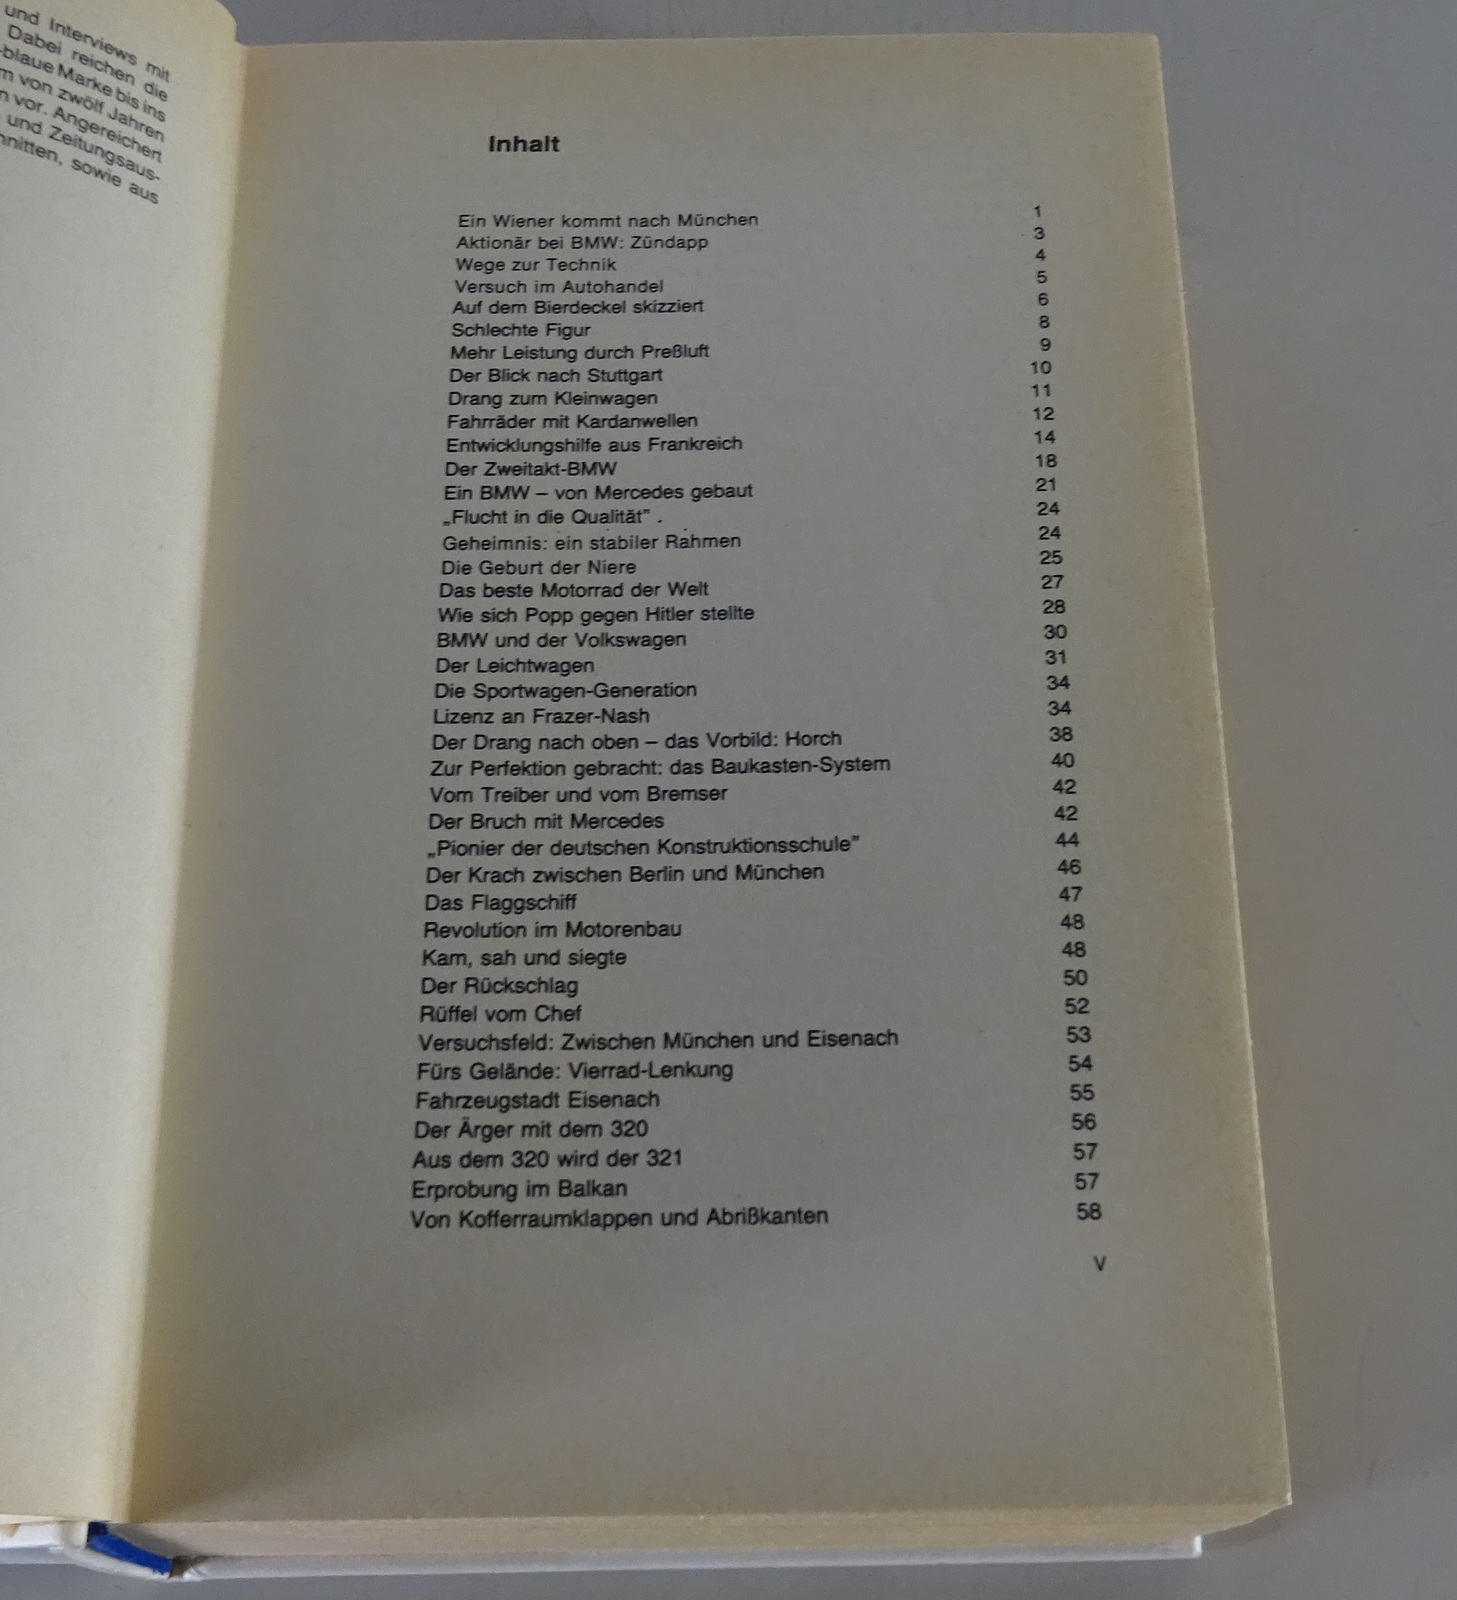 und Interviews mit
Dabei reichen die
-blaue Marke bis ins
m von zwölf Jahren
n vor. Angereichert
und Zeitungsaus-
hnitten, sowie aus
Inhalt
Ein Wiener kommt nach München 1
Aktionär bei BMW: Zündapp 3
Wege zur Technik 4
Versuch im Autohandel 5
Auf dem Bierdeckel skizziert 6
Schlechte Figur 8
Mehr Leistung durch Preßluft 9
Der Blick nach Stuttgart 10
Drang zum Kleinwagen 11
Fahrräder mit Kardanwellen 12
Entwicklungshilfe aus Frankreich 14
Der Zweitakt-BMW 18
Ein BMW – von Mercedes gebaut 21
„Flucht in die Qualität” . 24
Geheimnis: ein stabiler Rahmen 24
Die Geburt der Niere 25
Das beste Motorrad der Welt 27
Wie sich Popp gegen Hitler stellte 28
BMW und der Volkswagen 30
Der Leichtwagen 31
Die Sportwagen-Generation 34
Lizenz an Frazer-Nash 34
Der Drang nach oben – das Vorbild: Horch 38
Zur Perfektion gebracht: das Baukasten-System 40
Vom Treiber und vom Bremser 42
Der Bruch mit Mercedes 42
„Pionier der deutschen Konstruktionsschule” 44
Der Krach zwischen Berlin und München 46
Das Flaggschiff 47
Revolution im Motorenbau 48
Kam, sah und siegte 48
Der Rückschlag 50
Rüffel vom Chef 52
Versuchsfeld: Zwischen München und Eisenach 53
Fürs Gelände: Vierrad-Lenkung 54
Fahrzeugstadt Eisenach 55
Der Ärger mit dem 320 56
Aus dem 320 wird der 321 57
Erprobung im Balkan 57
Von Kofferraumklappen und Abrißkanten 58
V